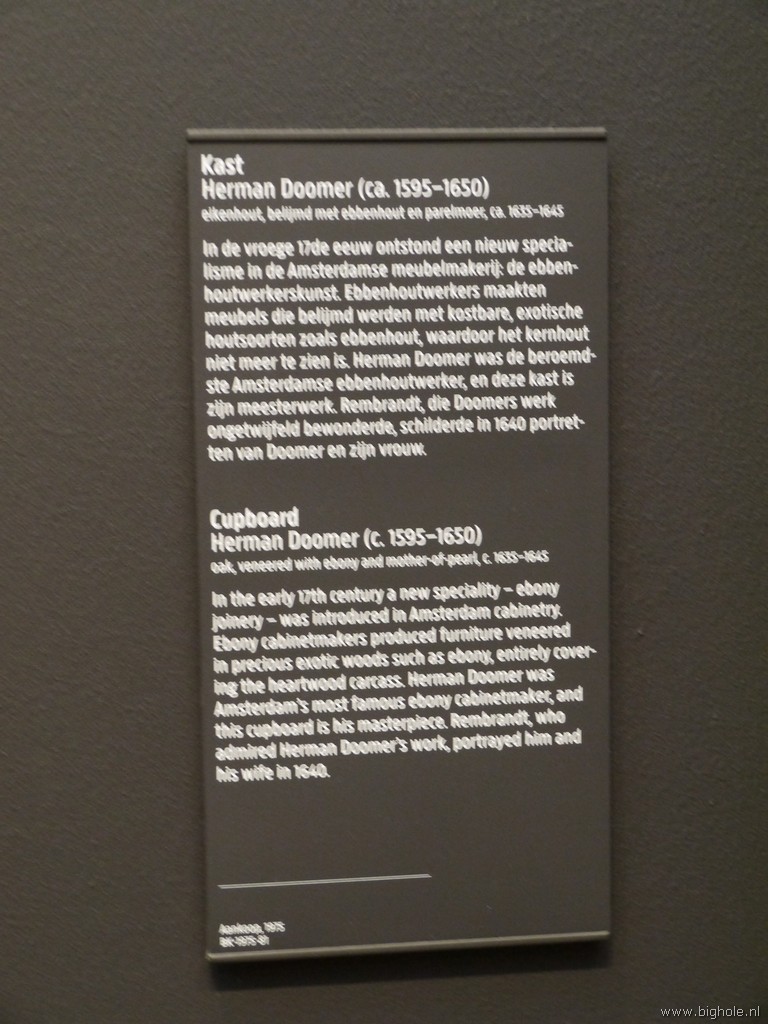 Kast
Herman Doomer (ca. 1595–1650)
eikenhout, belijmd met ebbenhout en parelmoer, ca. 1635–1645
In de vroege 17de eeuw ontstond een nieuw specia-
lisme in de Amsterdamse meubelmakerij: de ebben-
houtwerkerskunst. Ebbenhoutwerkers maakten
meubels die belijmd werden met kostbare, exotische
houtsoorten zoals ebbenhout, waardoor het kernhout
niet meer te zien is. Herman Doomer was de beroemd-
ste Amsterdamse ebbenhoutwerker, en deze kast is
zijn meesterwerk. Rembrandt, die Doomers werk
ongetwijfeld bewonderde, schilderde in 1640 portret-
ten van Doomer en zijn vrouw.
Cupboard
Herman Doomer (c. 1595–1650)
oak, veneered with ebony and mother-of-pearl, c. 1635–1645
In the early 17th century a new speciality – ebony
joinery – was introduced in Amsterdam cabinetry.
Ebony cabinetmakers produced furniture veneered
in precious exotic woods such as ebony, entirely cover-
ing the heartwood carcass. Herman Doomer was
Amsterdam's most famous ebony cabinetmaker, and
this cupboard is his masterpiece. Rembrandt, who
admired Herman Doomer's work, portrayed him and
his wife in 1640.
Aankoop, 1975
BK-1975-81
www.bighole.nl